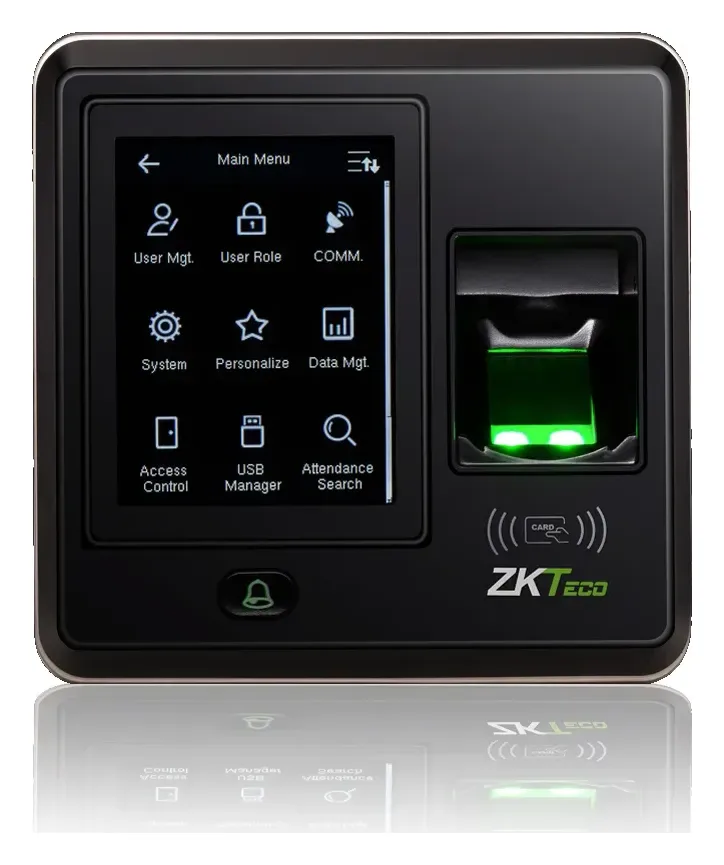 Main Menu
User Mgt.
User Role
COMM.
System
Personalize
Data Mgt.
Access
Control
USB
Manager
Attendance
Search
CARD
ZKTECO